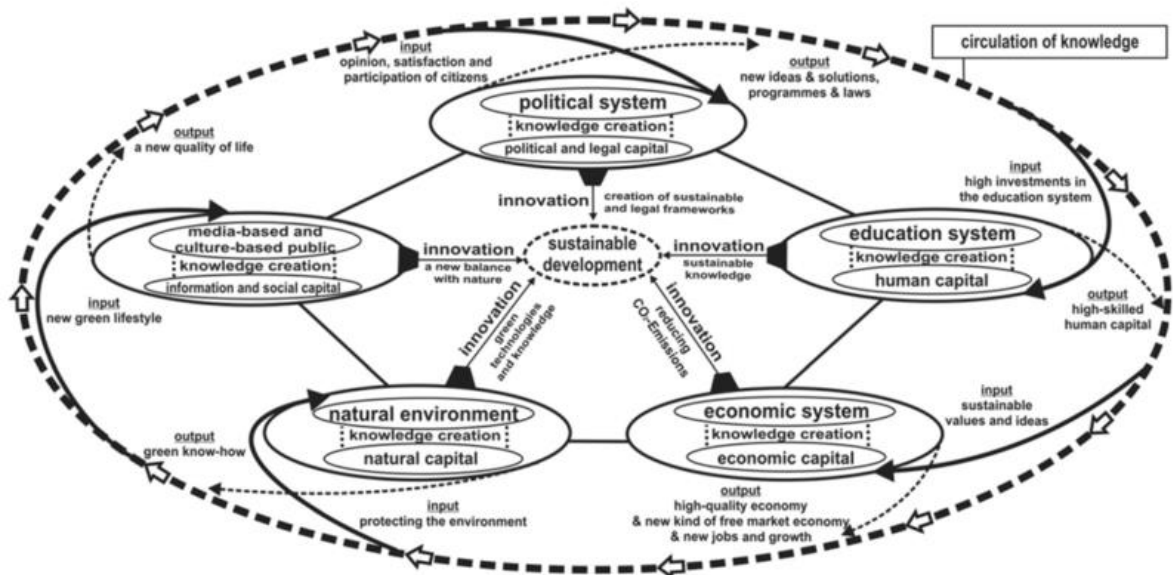 circulation of knowledge
input
opinion, satisfaction and
participation of citizens
output
new ideas & solutions,
programmes & laws
political system
knowledge creation
political and legal capital
output
a new quality of life
input
high investments in
the education system
innovation
creation of sustainable
and legal frameworks
media-based and
culture-based public
knowledge creation
information and social capital
innovation
a new balance
with nature
sustainable
development
innovation
sustainable
knowledge
education system
knowledge creation
human capital
input
new green lifestyle
innovation
green
technologies
and knowledge
innovation
reducing
CO₂-Emissions
output
high-skilled
human capital
natural environment
knowledge creation
natural capital
economic system
knowledge creation
economic capital
input
sustainable
values and ideas
output
green know-how
input
protecting the environment
output
high-quality economy
& new kind of free market economy
& new jobs and growth